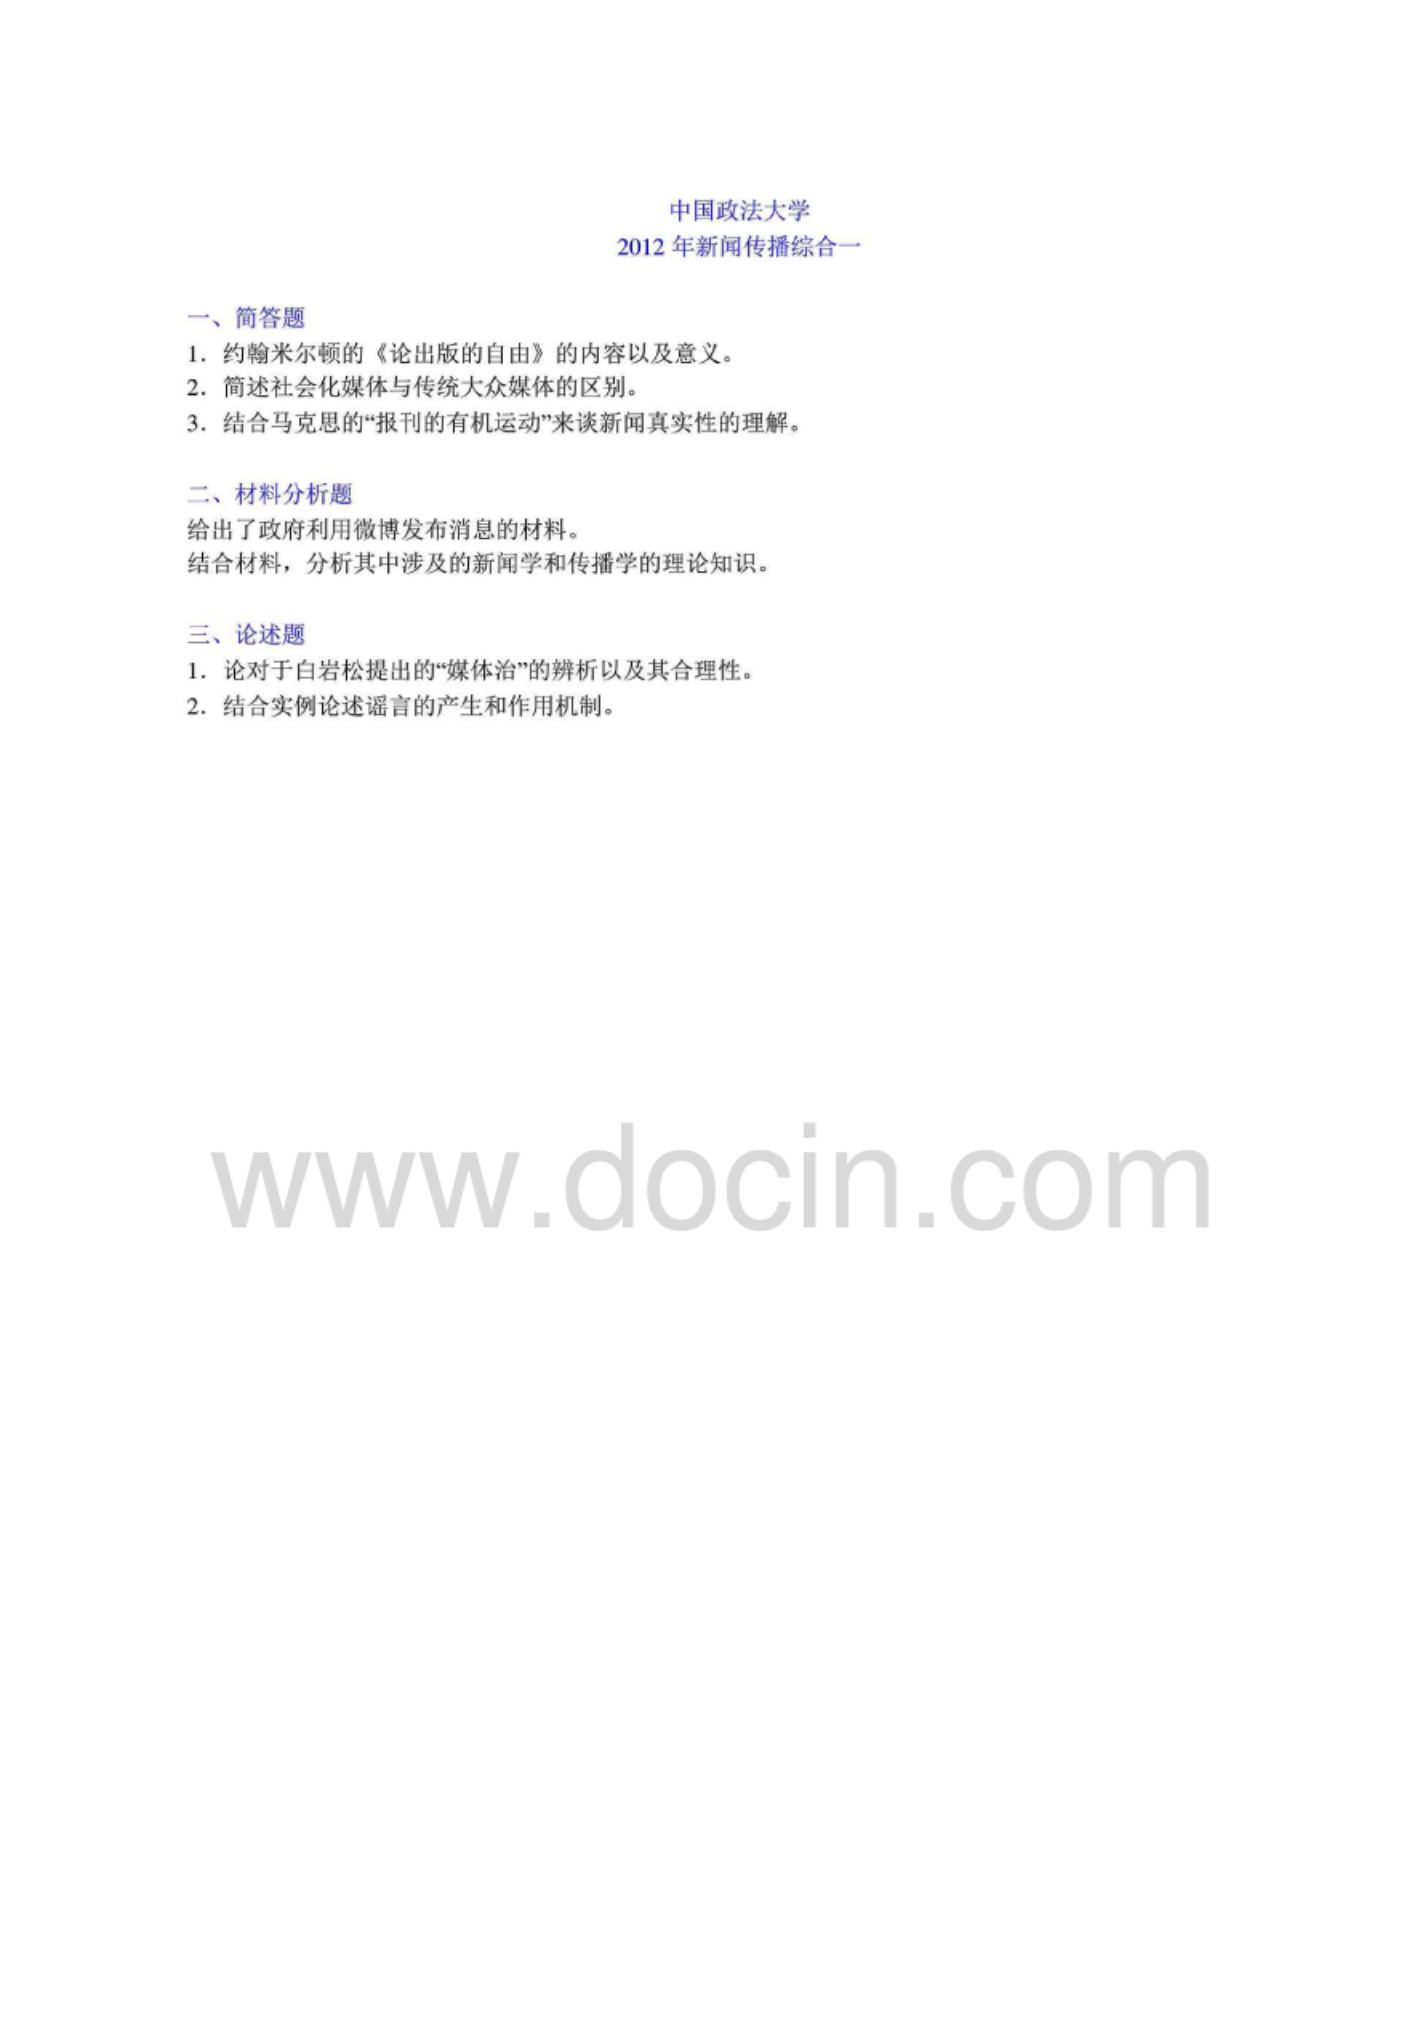 中国政法大学
2012 年新闻传播综合一
一、简答题
1．约翰米尔顿的《论出版的自由》的内容以及意义。
2．简述社会化媒体与传统大众媒体的区别。
3．结合马克思的“报刊的有机运动”来谈新闻真实性的理解。
二、材料分析题
给出了政府利用微博发布消息的材料。
结合材料，分析其中涉及的新闻学和传播学的理论知识。
三、论述题
1．论对于白岩松提出的“媒体治”的辨析以及其合理性。
2．结合实例论述谣言的产生和作用机制。
www.docin.com